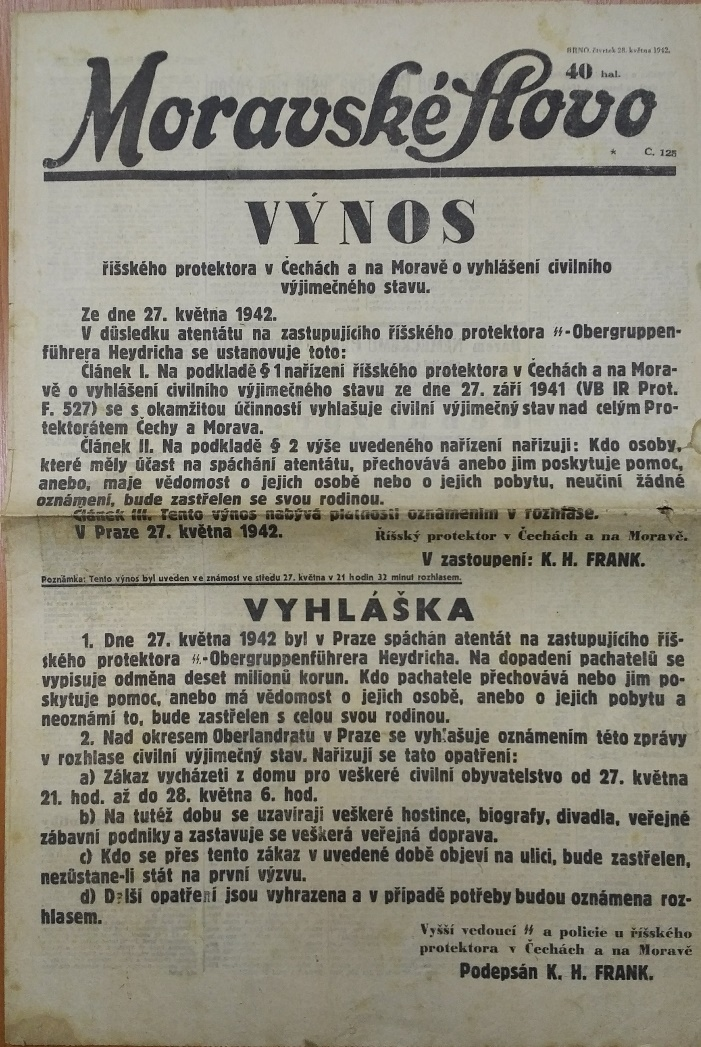 BRNO, čtvrtek 28. května 1942.
40 hal.
Moravské slovo
* Č. 125
VÝNOS
říšského protektora v Čechách a na Moravě o vyhlášení civilního
výjimečného stavu.
Ze dne 27. května 1942.
V důsledku atentátu na zastupujícího říšského protektora SS-Obergruppen-
führera Heydricha se ustanovuje toto:
Článek I. Na podkladě § 1 nařízení říšského protektora v Čechách a na Mora-
vě o vyhlášení civilního výjimečného stavu ze dne 27. září 1941 (VB IR Prot.
F. 527) se s okamžitou účinností vyhlašuje civilní výjimečný stav nad celým Pro-
tektorátem Čechy a Morava.
Článek II. Na podkladě § 2 výše uvedeného nařízení nařizuji: Kdo osoby,
které měly účast na spáchání atentátu, přechovává anebo jim poskytuje pomoc,
anebo, maje vědomost o jejich osobě nebo o jejich pobytu, neučiní žádné
oznámení, bude zastřelen se svou rodinou.
Článek III. Tento výnos nabývá platnosti oznámením v rozhlase.
V Praze 27. května 1942.
Říšský protektor v Čechách a na Moravě.
V zastoupení: K. H. FRANK.
Poznámka: Tento výnos byl uveden ve známost ve středu 27. května v 21 hodin 32 minut rozhlasem.
VYHLÁŠKA
1. Dne 27. května 1942 byl v Praze spáchán atentát na zastupujícího říš-
ského protektora SS-Obergruppenführera Heydricha. Na dopadení pachatelů se
vypisuje odměna deset milionů korun. Kdo pachatele přechovává nebo jim po-
skytuje pomoc, anebo má vědomost o jejich osobě, anebo o jejich pobytu a
neoznámí to, bude zastřelen s celou svou rodinou.
2. Nad okresem Oberlandratu v Praze se vyhlašuje oznámením této zprávy
v rozhlase civilní výjimečný stav. Nařizují se tato opatření:
a) Zákaz vycházeti z domu pro veškeré civilní obyvatelstvo od 27. května
21. hod. až do 28. května 6. hod.
b) Na tutéž dobu se uzavírají veškeré hostince, biografy, divadla, veřejné
zábavní podniky a zastavuje se veškerá veřejná doprava.
c) Kdo se přes tento zákaz v uvedené době objeví na ulici, bude zastřelen,
nezůstane-li stát na první výzvu.
d) Další opatření jsou vyhrazena a v případě potřeby budou oznámena roz-
hlasem.
Vyšší vedoucí SS a policie u říšského
protektora v Čechách a na Moravě
Podepsán K. H. FRANK.